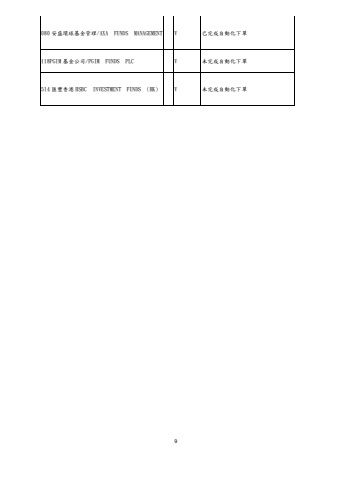 080 安盛環球基金管理/AXA FUNDS MANAGEMENT V 已完成自動化下單
118PGIM 基金公司/PGIM FUNDS PLC V 未完成自動化下單
514 匯豐香港 HSBC INVESTMENT FUNDS (HK) V 未完成自動化下單
9